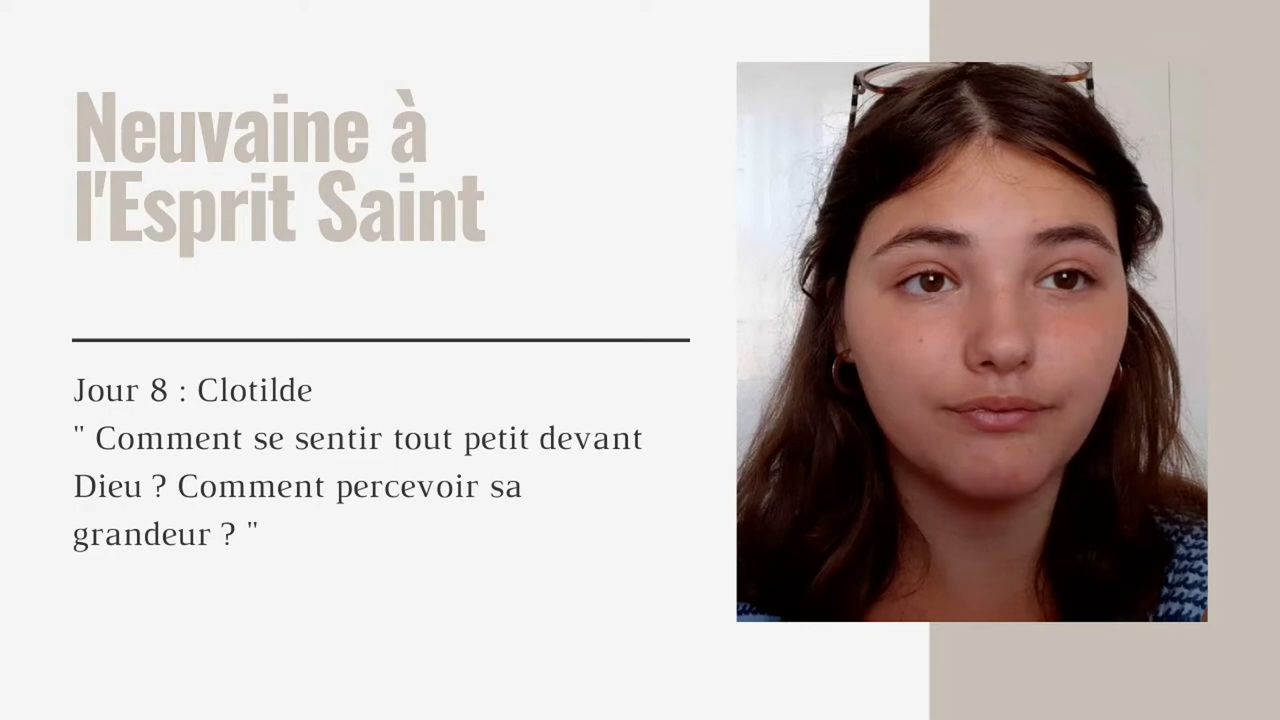 Neuvaine à
l'Esprit Saint
Jour 8 : Clotilde
" Comment se sentir tout petit devant
Dieu ? Comment percevoir sa
grandeur ? "